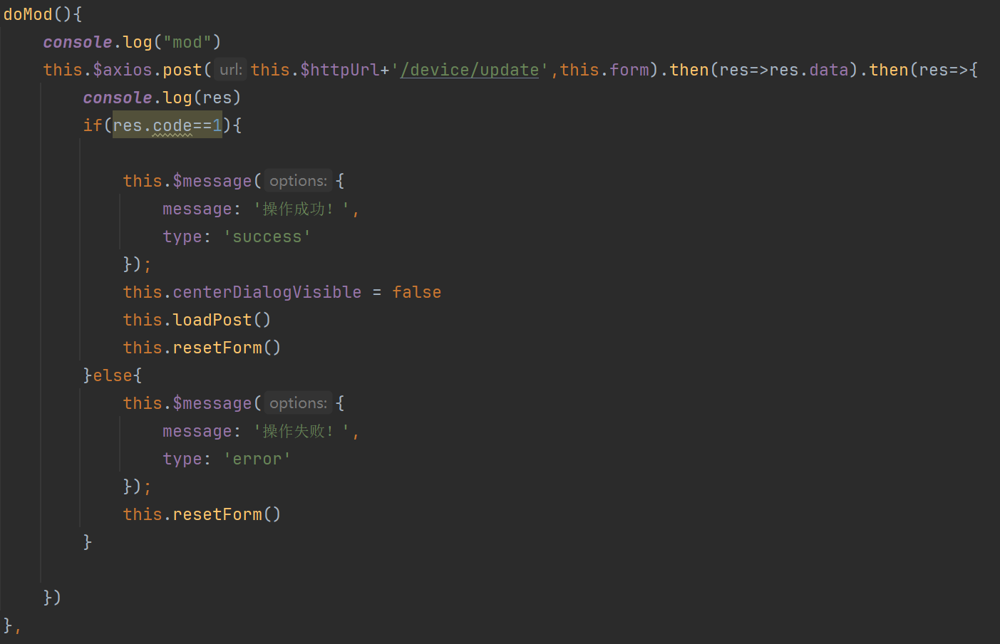 doMod(){
console.log("mod")
this.$axios.post( url: this.$httpUrl+'/device/update',this.form).then(res=>res.data).then(res=>{
console.log(res)
if(res.code==1){
this.$message( options: {
message: '操作成功！',
type: 'success'
});
this.centerDialogVisible = false
this.loadPost()
this.resetForm()
}else{
this.$message( options: {
message: '操作失败！',
type: 'error'
});
this.resetForm()
}
})
},